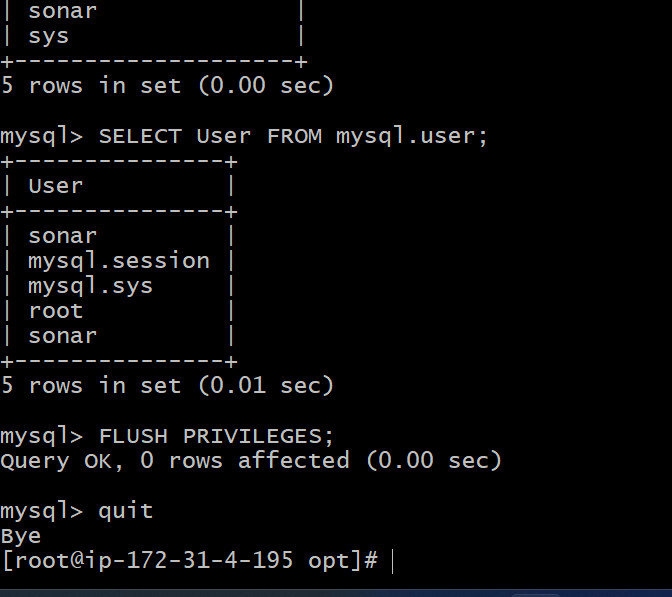 | sonar |
| sys |
+--------------------+
5 rows in set (0.00 sec)
mysql> SELECT User FROM mysql.user;
+---------------+
| User |
+---------------+
| sonar |
| mysql.session |
| mysql.sys |
| root |
| sonar |
+---------------+
5 rows in set (0.01 sec)
mysql> FLUSH PRIVILEGES;
Query OK, 0 rows affected (0.00 sec)
mysql> quit
Bye
[root@ip-172-31-4-195 opt]#